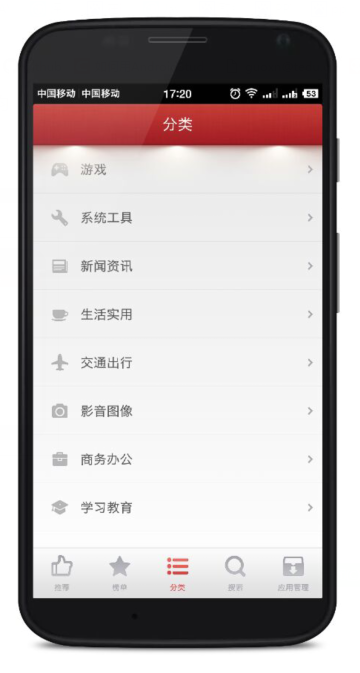 中国移动 中国移动 17:20 53
分类
游戏
系统工具
新闻资讯
生活实用
交通出行
影音图像
商务办公
学习教育
推荐 榜单 分类 搜索 应用管理